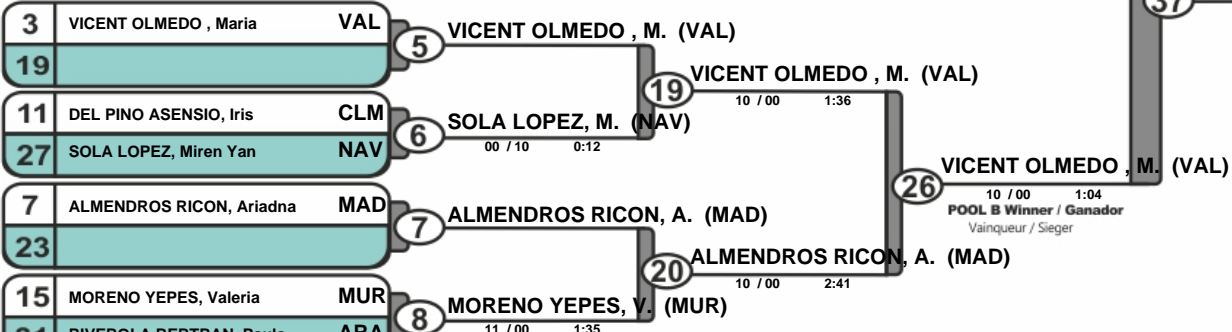 37
3 VICENT OLMEDO , Maria VAL
5 VICENT OLMEDO , M. (VAL)
19
19 VICENT OLMEDO , M. (VAL)
10 / 00 1:36
11 DEL PINO ASENSIO, Iris CLM
6 SOLA LOPEZ, M. (NAV)
00 / 10 0:12
27 SOLA LOPEZ, Miren Yan NAV
26 VICENT OLMEDO , M. (VAL)
10 / 00 1:04
POOL B Winner / Ganador
Vainqueur / Sieger
7 ALMENDROS RICON, Ariadna MAD
7 ALMENDROS RICON, A. (MAD)
23
20 ALMENDROS RICON, A. (MAD)
10 / 00 2:41
15 MORENO YEPES, Valeria MUR
8 MORENO YEPES, V. (MUR)
11 / 00 1:35